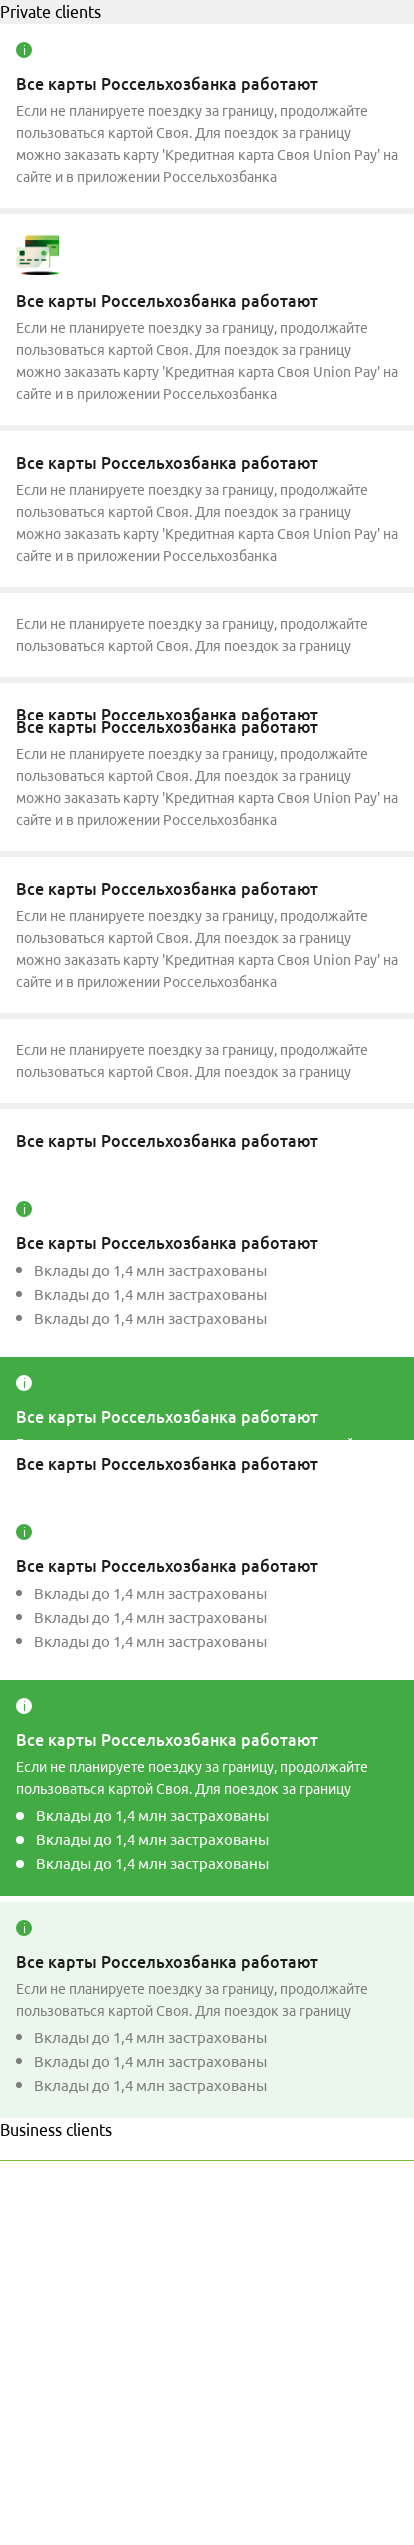 Private clients
Все карты Россельхозбанка работают
Если не планируете поездку за границу, продолжайте
пользоваться картой Своя. Для поездок за границу
можно заказать карту 'Кредитная карта Своя Union Pay' на
сайте и в приложении Россельхозбанка
Все карты Россельхозбанка работают
Если не планируете поездку за границу, продолжайте
пользоваться картой Своя. Для поездок за границу
можно заказать карту 'Кредитная карта Своя Union Pay' на
сайте и в приложении Россельхозбанка
Все карты Россельхозбанка работают
Если не планируете поездку за границу, продолжайте
пользоваться картой Своя. Для поездок за границу
можно заказать карту 'Кредитная карта Своя Union Pay' на
сайте и в приложении Россельхозбанка
Если не планируете поездку за границу, продолжайте
пользоваться картой Своя. Для поездок за границу
Все карты Россельхозбанка работают
Все карты Россельхозбанка работают
Если не планируете поездку за границу, продолжайте
пользоваться картой Своя. Для поездок за границу
можно заказать карту 'Кредитная карта Своя Union Pay' на
сайте и в приложении Россельхозбанка
Все карты Россельхозбанка работают
Если не планируете поездку за границу, продолжайте
пользоваться картой Своя. Для поездок за границу
можно заказать карту 'Кредитная карта Своя Union Pay' на
сайте и в приложении Россельхозбанка
Если не планируете поездку за границу, продолжайте
пользоваться картой Своя. Для поездок за границу
Все карты Россельхозбанка работают
Все карты Россельхозбанка работают
Вклады до 1,4 млн застрахованы
Вклады до 1,4 млн застрахованы
Вклады до 1,4 млн застрахованы
Все карты Россельхозбанка работают
Все карты Россельхозбанка работают
Все карты Россельхозбанка работают
Вклады до 1,4 млн застрахованы
Вклады до 1,4 млн застрахованы
Вклады до 1,4 млн застрахованы
Все карты Россельхозбанка работают
Если не планируете поездку за границу, продолжайте
пользоваться картой Своя. Для поездок за границу
Вклады до 1,4 млн застрахованы
Вклады до 1,4 млн застрахованы
Вклады до 1,4 млн застрахованы
Все карты Россельхозбанка работают
Если не планируете поездку за границу, продолжайте
пользоваться картой Своя. Для поездок за границу
Вклады до 1,4 млн застрахованы
Вклады до 1,4 млн застрахованы
Вклады до 1,4 млн застрахованы
Business clients